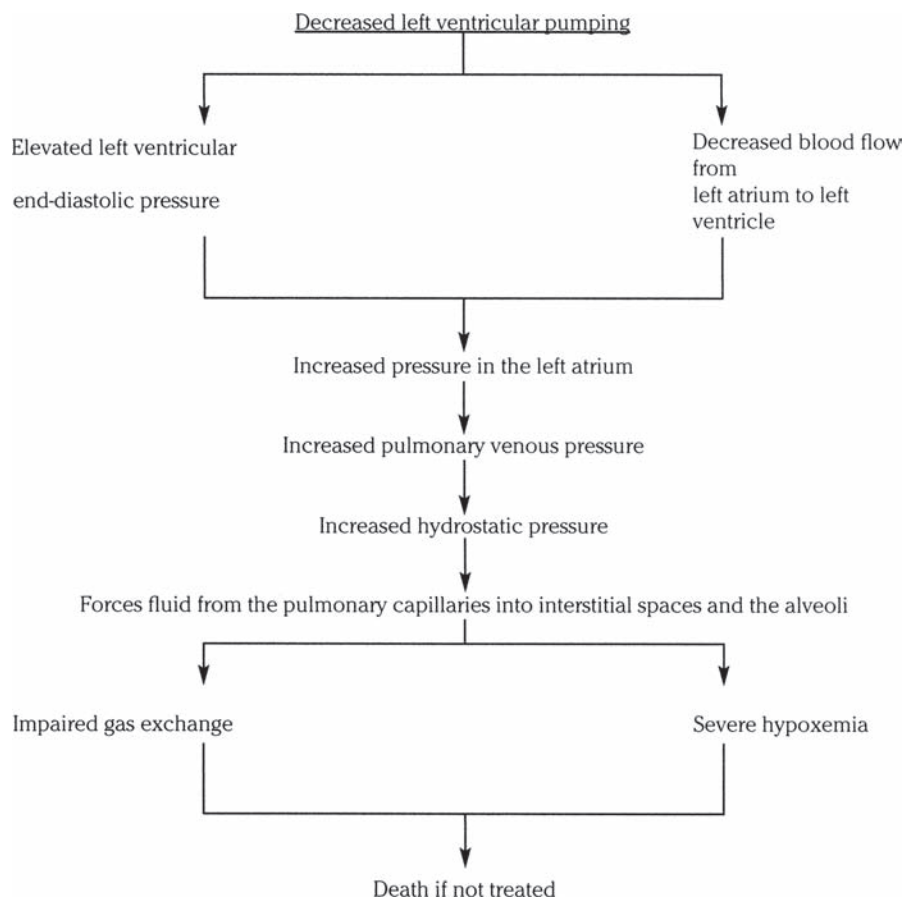 Decreased left ventricular pumping
Elevated left ventricular
end-diastolic pressure
Decreased blood flow
from
left atrium to left
ventricle
Increased pressure in the left atrium
Increased pulmonary venous pressure
Increased hydrostatic pressure
Forces fluid from the pulmonary capillaries into interstitial spaces and the alveoli
Impaired gas exchange
Severe hypoxemia
Death if not treated